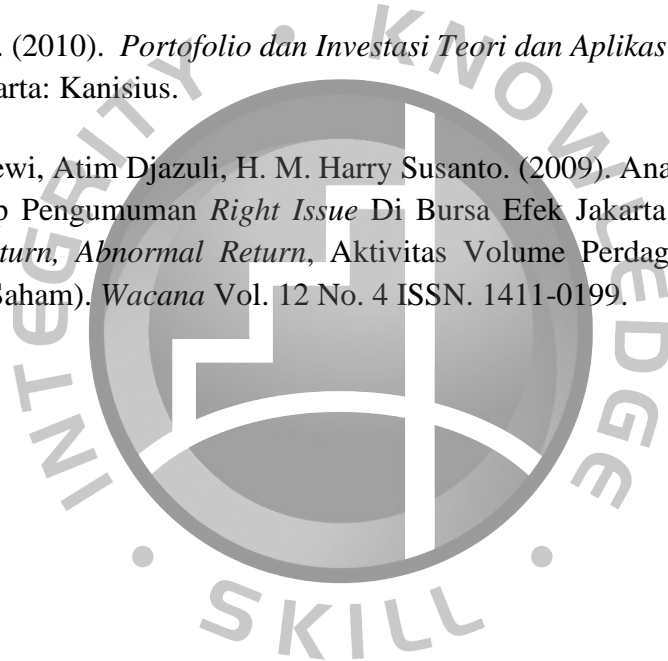 . (2010). Portofolio dan Investasi Teori dan Aplikas
arta: Kanisius.
ewi, Atim Djazuli, H. M. Harry Susanto. (2009). Ana
p Pengumuman Right Issue Di Bursa Efek Jakarta
turn, Abnormal Return, Aktivitas Volume Perdag
Saham). Wacana Vol. 12 No. 4 ISSN. 1411-0199.
INTEGRITY • KNOWLEDGE • SKILL •